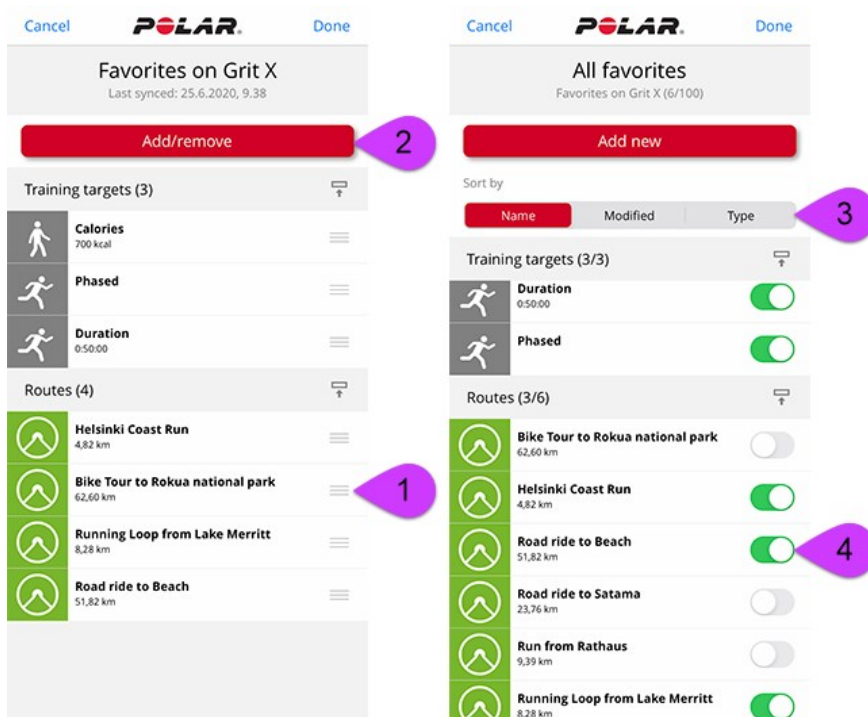 Cancel
POLAR.
Done
Favorites on Grit X
Last synced: 25.6.2020, 9.38
Add/remove
2
Training targets (3)
Calories
700 kcal
Phased
Duration
0:50:00
Routes (4)
Helsinki Coast Run
4,82 km
Bike Tour to Rokua national park
62,60 km
1
Running Loop from Lake Merritt
8,28 km
Road ride to Beach
51,82 km
Cancel
POLAR.
Done
All favorites
Favorites on Grit X (6/100)
Add new
Sort by
Name
Modified
Type
3
Training targets (3/3)
Duration
0:50:00
Phased
Routes (3/6)
Bike Tour to Rokua national park
62,60 km
Helsinki Coast Run
4,82 km
Road ride to Beach
51,82 km
4
Road ride to Satama
23,76 km
Run from Rathaus
9,39 km
Running Loop from Lake Merritt
8,28 km